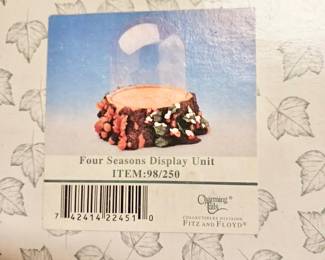 Four Seasons Display Unit
ITEM:98/250
7 42414 22451 0
Charming Tails®
COLLECTIBLES DIVISION
FITZ AND FLOYD®